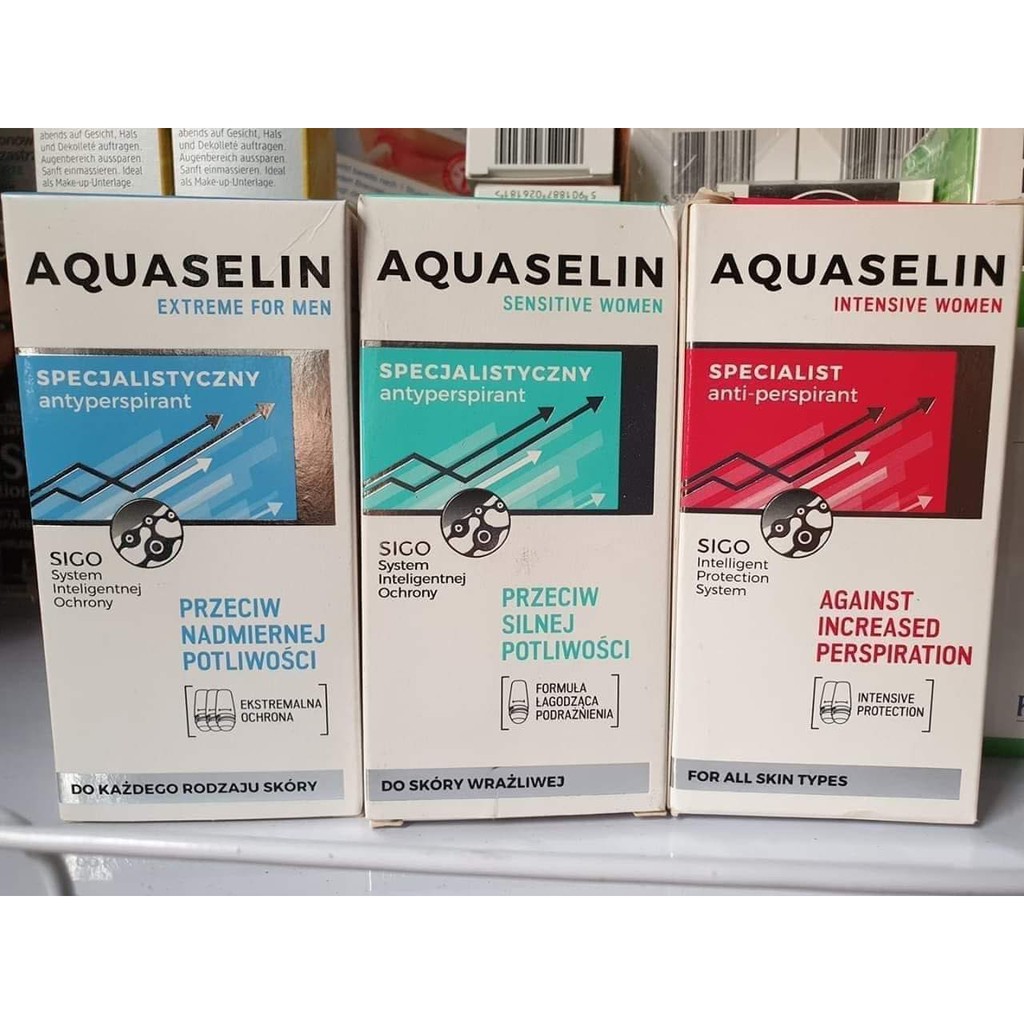 abends auf Gesicht, Hals
und Dekolleté auftragen.
Augenbereich aussparen.
Sanft einmassieren. Ideal
als Make-up-Unterlage.
abends auf Gesicht, Hals
und Dekolleté auftragen.
Augenbereich aussparen.
Sanft einmassieren. Ideal
als Make-up-Unterlage.
5 901887 026815
AQUASELIN
EXTREME FOR MEN
SPECJALISTYCZNY
antyperspirant
SIGO
System
Inteligentnej
Ochrony
PRZECIW
NADMIERNEJ
POTLIWOŚCI
EKSTREMALNA
OCHRONA
DO KAŻDEGO RODZAJU SKÓRY
AQUASELIN
SENSITIVE WOMEN
SPECJALISTYCZNY
antyperspirant
SIGO
System
Inteligentnej
Ochrony
PRZECIW
SILNEJ
POTLIWOŚCI
FORMUŁA
ŁAGODZĄCA
PODRAŻNIENIA
DO SKÓRY WRAŻLIWEJ
AQUASELIN
INTENSIVE WOMEN
SPECIALIST
anti-perspirant
SIGO
Intelligent
Protection
System
AGAINST
INCREASED
PERSPIRATION
INTENSIVE
PROTECTION
FOR ALL SKIN TYPES